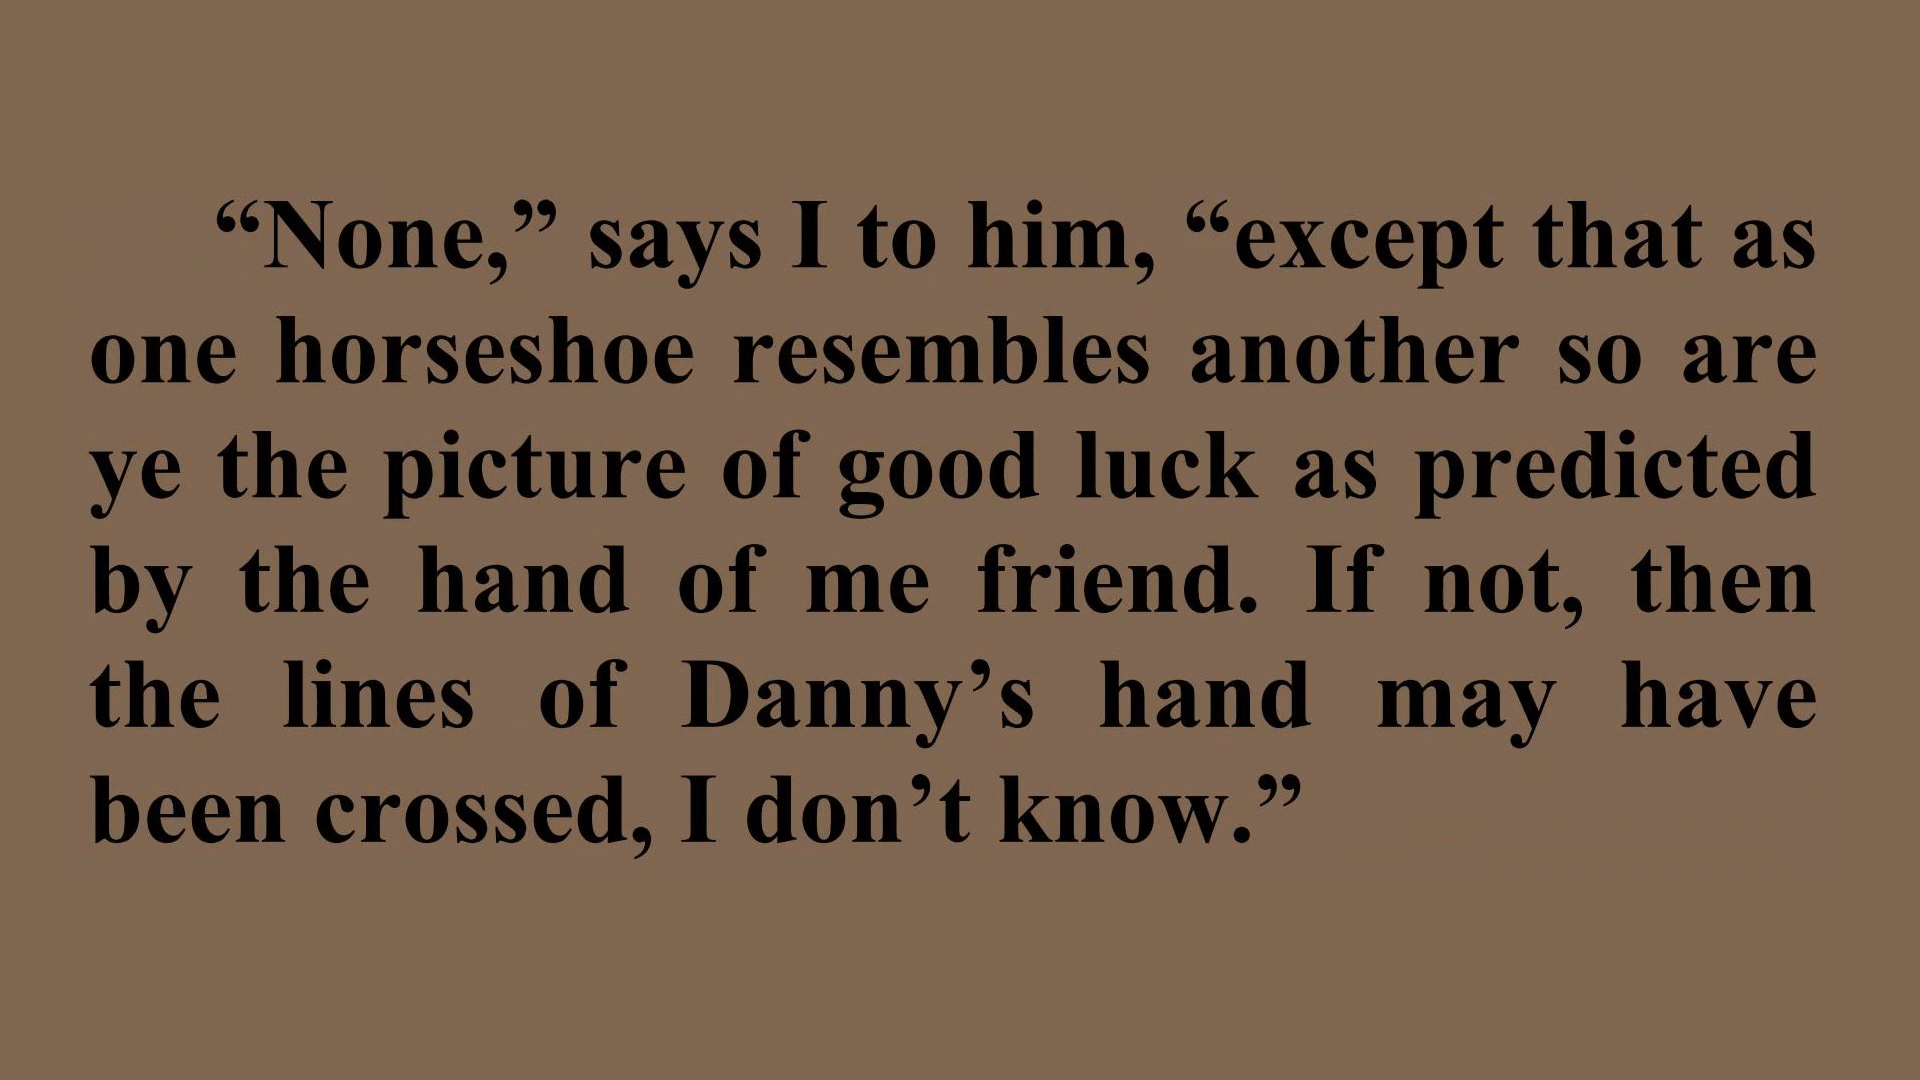 “None,” says I to him, “except that as
one horseshoe resembles another so are
ye the picture of good luck as predicted
by the hand of me friend. If not, then
the lines of Danny’s hand may have
been crossed, I don’t know.”